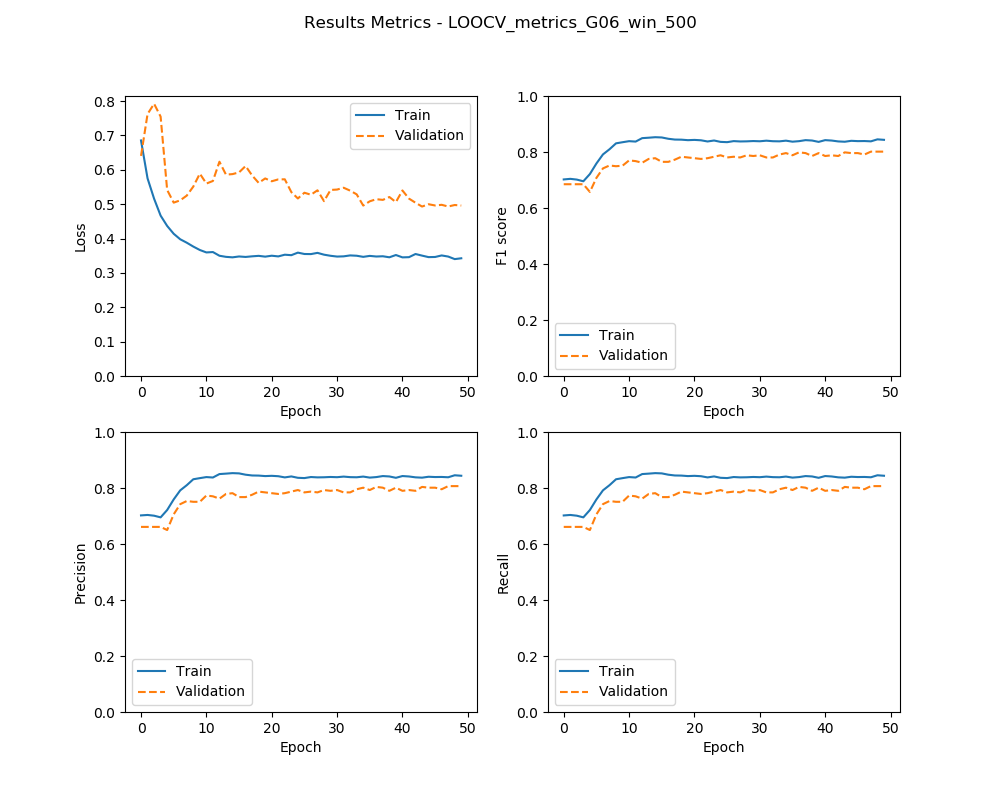 Results Metrics - LOOCV_metrics_G06_win_500
0.8
0.7
0.6
0.5
0.4
0.3
0.2
0.1
0.0
Loss
Train
Validation
0 10 20 30 40 50
Epoch
1.0
0.8
0.6
0.4
0.2
0.0
F1 score
Train
Validation
0 10 20 30 40 50
Epoch
1.0
0.8
0.6
0.4
0.2
0.0
Precision
Train
Validation
0 10 20 30 40 50
Epoch
1.0
0.8
0.6
0.4
0.2
0.0
Recall
Train
Validation
0 10 20 30 40 50
Epoch